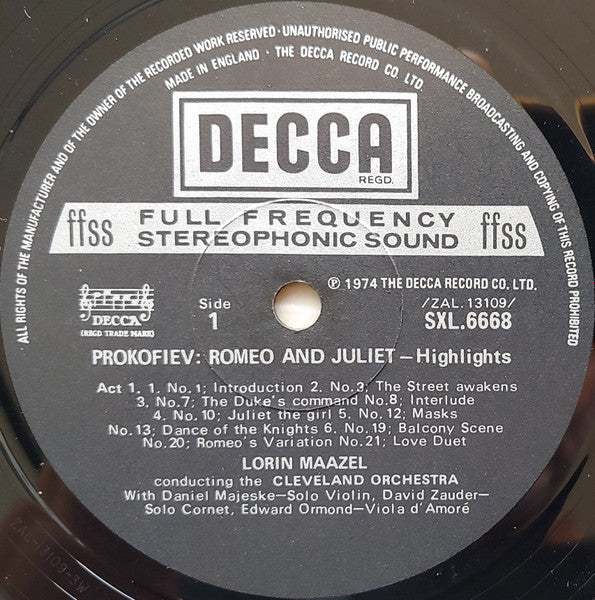 ALL RIGHTS OF THE MANUFACTURER AND OF THE OWNER OF THE RECORDED WORK RESERVED · UNAUTHORISED PUBLIC PERFORMANCE BROADCASTING AND COPYING OF THIS RECORD PROHIBITED
MADE IN ENGLAND · THE DECCA RECORD CO. LTD.
DECCA
REGD.
ffss FULL FREQUENCY ffss
STEREOPHONIC SOUND
℗ 1974 THE DECCA RECORD CO. LTD.
DECCA
(REGD TRADE MARK)
Side
1
/ZAL.13109/
SXL.6668
PROKOFIEV: ROMEO AND JULIET—Highlights
Act 1, 1. No.1; Introduction 2. No.3; The Street awakens
3. No.7; The Duke's command No.8; Interlude
4. No.10; Juliet the girl 5. No.12; Masks
No.13; Dance of the Knights 6. No.19; Balcony Scene
No.20; Romeo's Variation No.21; Love Duet
LORIN MAAZEL
conducting the CLEVELAND ORCHESTRA
With Daniel Majeske—Solo Violin, David Zauder—
Solo Cornet, Edward Ormond—Viola d'Amoré
ZAL-13109-3W